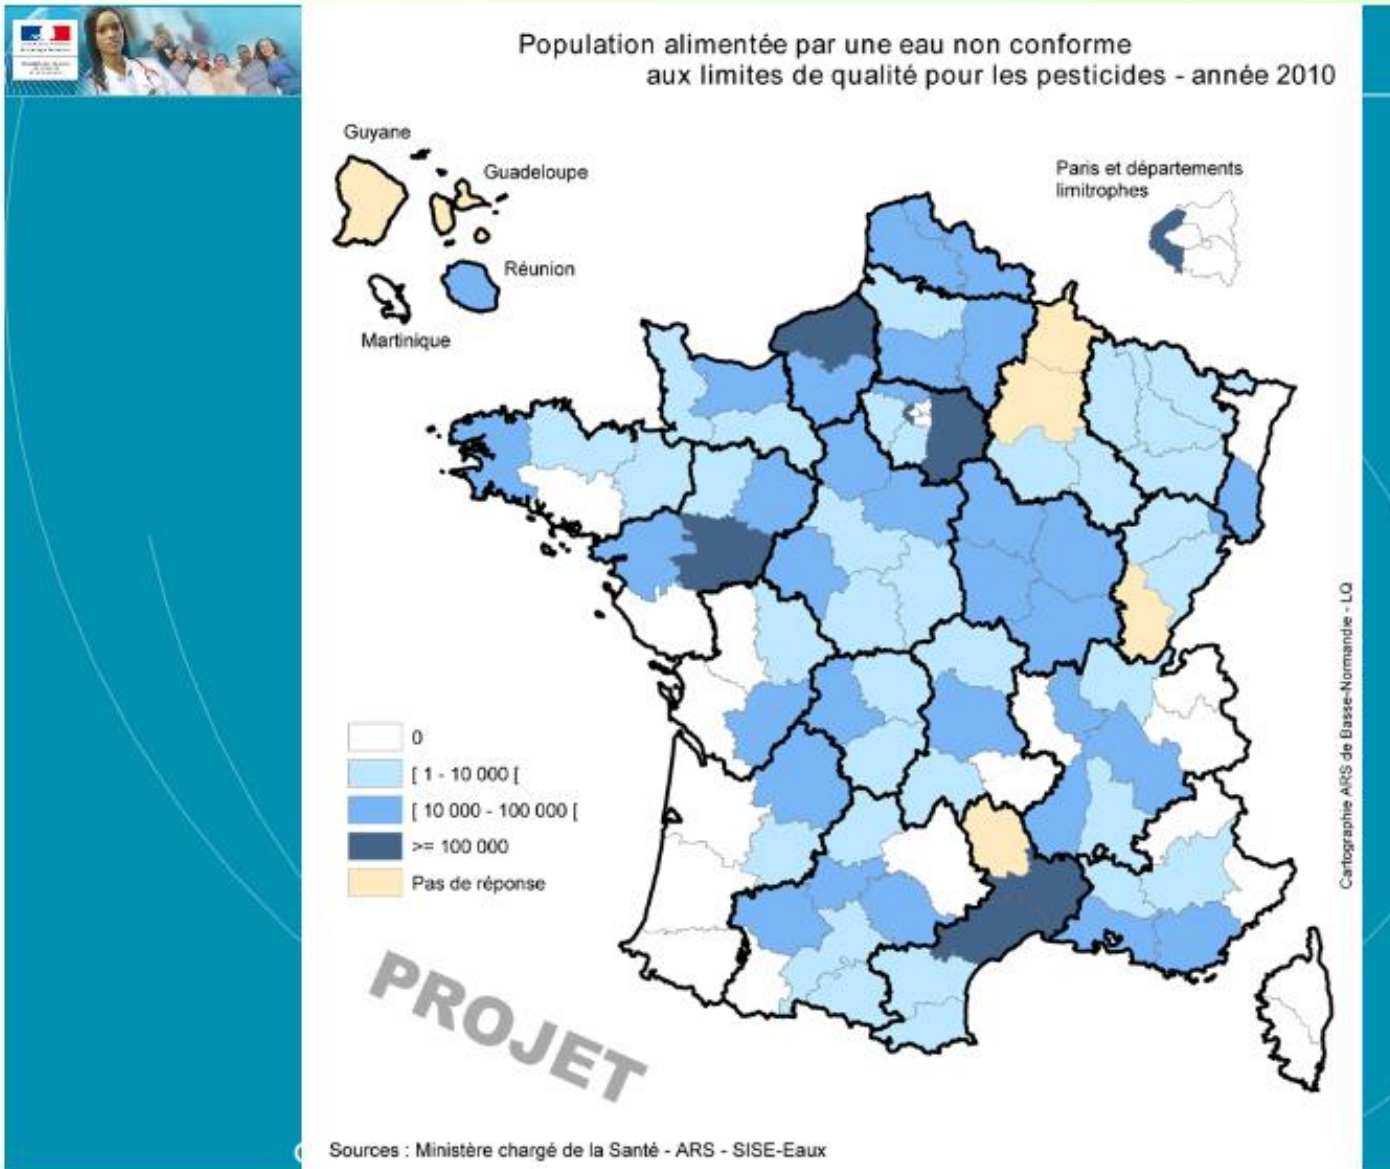 Population alimentée par une eau non conforme
aux limites de qualité pour les pesticides - année 2010
Guyane
Guadeloupe
Paris et départements
limitrophes
Réunion
Martinique
0
[ 1 - 10 000 [
[ 10 000 - 100 000 [
>= 100 000
Pas de réponse
PROJET
Cartographie ARS de Basse-Normandie - LQ
Sources : Ministère chargé de la Santé - ARS - SISE-Eaux